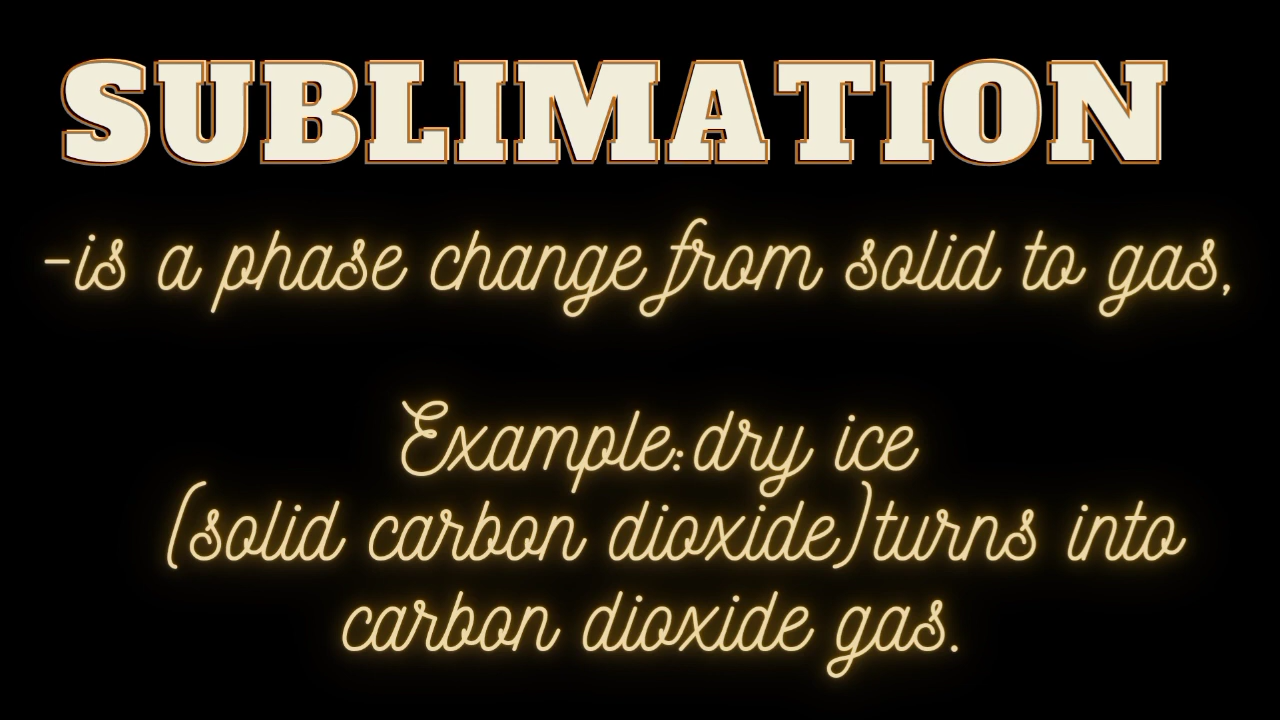 SUBLIMATION
-is a phase change from solid to gas,
Example:dry ice
(solid carbon dioxide)turns into
carbon dioxide gas.